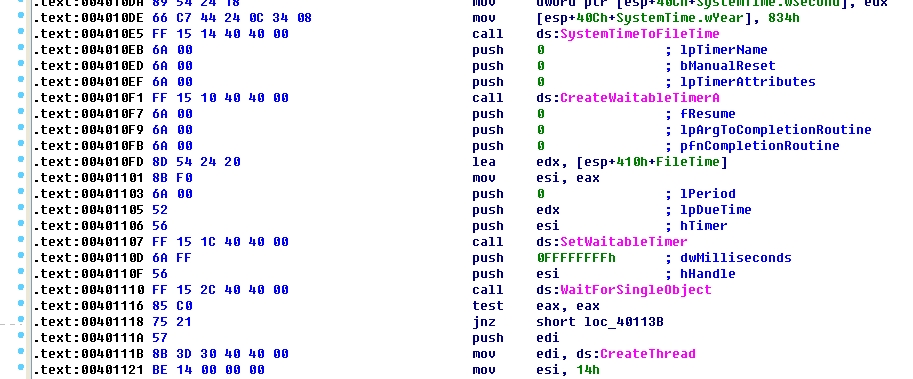 .text:004010DA 89 54 24 18 mov dword ptr [esp+40Ch+SystemTime.wSecond], edx
.text:004010DE 66 C7 44 24 0C 34 08 mov [esp+40Ch+SystemTime.wYear], 834h
.text:004010E5 FF 15 14 40 40 00 call ds:SystemTimeToFileTime
.text:004010EB 6A 00 push 0 ; lpTimerName
.text:004010ED 6A 00 push 0 ; bManualReset
.text:004010EF 6A 00 push 0 ; lpTimerAttributes
.text:004010F1 FF 15 10 40 40 00 call ds:CreateWaitableTimerA
.text:004010F7 6A 00 push 0 ; fResume
.text:004010F9 6A 00 push 0 ; lpArgToCompletionRoutine
.text:004010FB 6A 00 push 0 ; pfnCompletionRoutine
.text:004010FD 8D 54 24 20 lea edx, [esp+410h+FileTime]
.text:00401101 8B F0 mov esi, eax
.text:00401103 6A 00 push 0 ; lPeriod
.text:00401105 52 push edx ; lpDueTime
.text:00401106 56 push esi ; hTimer
.text:00401107 FF 15 1C 40 40 00 call ds:SetWaitableTimer
.text:0040110D 6A FF push 0FFFFFFFFh ; dwMilliseconds
.text:0040110F 56 push esi ; hHandle
.text:00401110 FF 15 2C 40 40 00 call ds:WaitForSingleObject
.text:00401116 85 C0 test eax, eax
.text:00401118 75 21 jnz short loc_40113B
.text:0040111A 57 push edi
.text:0040111B 8B 3D 30 40 40 00 mov edi, ds:CreateThread
.text:00401121 BE 14 00 00 00 mov esi, 14h